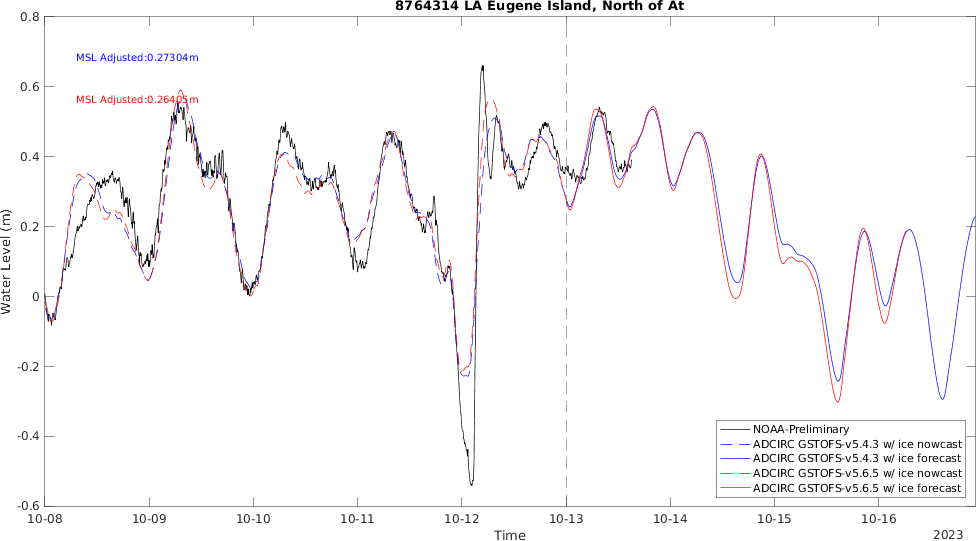 8764314 LA Eugene Island, North of At
MSL Adjusted:0.27304m
MSL Adjusted:0.26405m
Water Level (m)
0.8
0.6
0.4
0.2
0
-0.2
-0.4
-0.6
NOAA-Preliminary
ADCIRC GSTOFS-v5.4.3 w/ ice nowcast
ADCIRC GSTOFS-v5.4.3 w/ ice forecast
ADCIRC GSTOFS-v5.6.5 w/ ice nowcast
ADCIRC GSTOFS-v5.6.5 w/ ice forecast
10-08 10-09 10-10 10-11 10-12 10-13 10-14 10-15 10-16
Time
2023